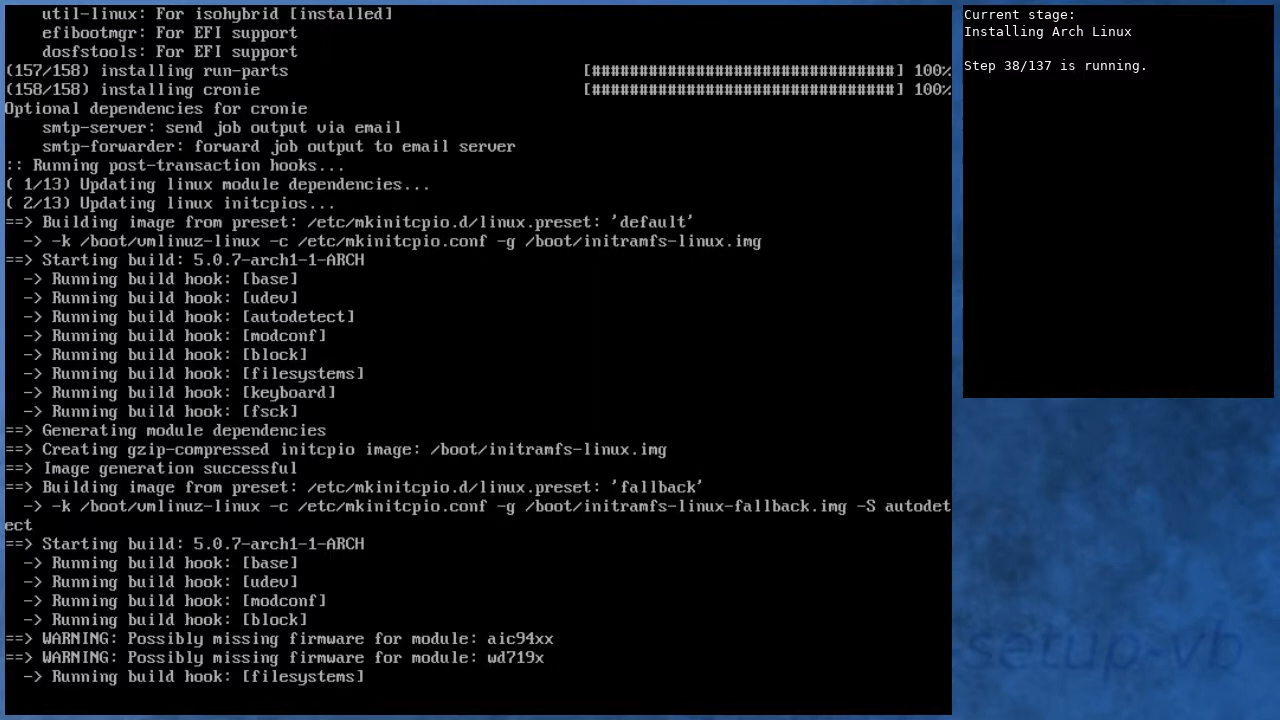 util-linux: For isohybrid [installed]
efibootmgr: For EFI support
dosfstools: For EFI support
(157/158) installing run-parts [################################] 100%
(158/158) installing cronie [################################] 100%
Optional dependencies for cronie
smtp-server: send job output via email
smtp-forwarder: forward job output to email server
:: Running post-transaction hooks...
( 1/13) Updating linux module dependencies...
( 2/13) Updating linux initcpios...
==> Building image from preset: /etc/mkinitcpio.d/linux.preset: 'default'
-> -k /boot/vmlinuz-linux -c /etc/mkinitcpio.conf -g /boot/initramfs-linux.img
==> Starting build: 5.0.7-arch1-1-ARCH
-> Running build hook: [base]
-> Running build hook: [udev]
-> Running build hook: [autodetect]
-> Running build hook: [modconf]
-> Running build hook: [block]
-> Running build hook: [filesystems]
-> Running build hook: [keyboard]
-> Running build hook: [fsck]
==> Generating module dependencies
==> Creating gzip-compressed initcpio image: /boot/initramfs-linux.img
==> Image generation successful
==> Building image from preset: /etc/mkinitcpio.d/linux.preset: 'fallback'
-> -k /boot/vmlinuz-linux -c /etc/mkinitcpio.conf -g /boot/initramfs-linux-fallback.img -S autodet
ect
==> Starting build: 5.0.7-arch1-1-ARCH
-> Running build hook: [base]
-> Running build hook: [udev]
-> Running build hook: [modconf]
-> Running build hook: [block]
==> WARNING: Possibly missing firmware for module: aic94xx
==> WARNING: Possibly missing firmware for module: wd719x
-> Running build hook: [filesystems]
Current stage:
Installing Arch Linux
Step 38/137 is running.
-setup-vb